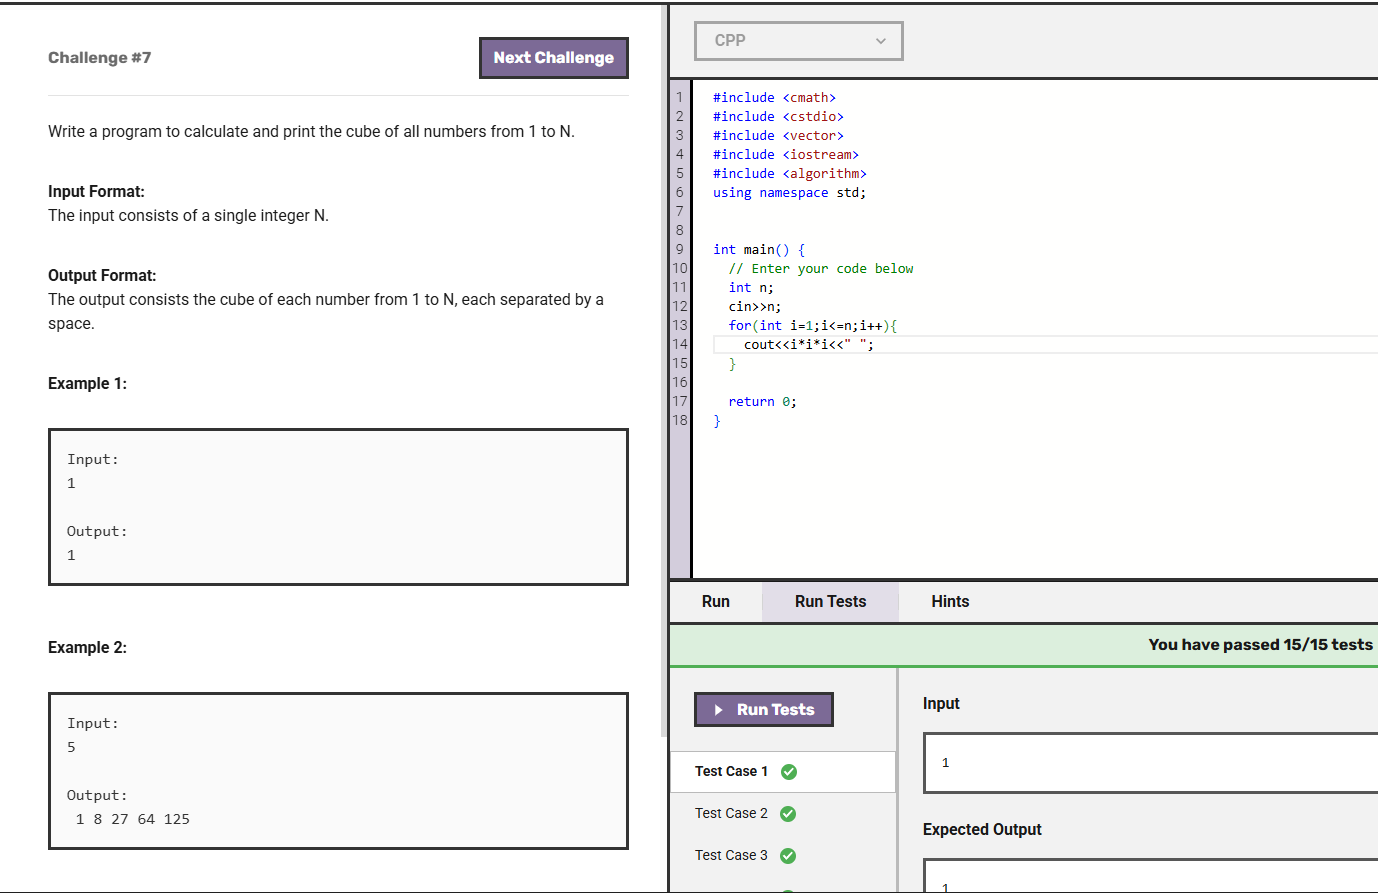 Challenge #7
Next Challenge
Write a program to calculate and print the cube of all numbers from 1 to N.
Input Format:
The input consists of a single integer N.
Output Format:
The output consists the cube of each number from 1 to N, each separated by a
space.
Example 1:
Input:
1
Output:
1
Example 2:
Input:
5
Output:
1 8 27 64 125
CPP
1 #include <cmath>
2 #include <cstdio>
3 #include <vector>
4 #include <iostream>
5 #include <algorithm>
6 using namespace std;
7
8
9 int main() {
10 // Enter your code below
11 int n;
12 cin>>n;
13 for(int i=1;i<=n;i++){
14 cout<<i*i*i<<" ";
15 }
16
17 return 0;
18 }
Run
Run Tests
Hints
You have passed 15/15 tests
Run Tests
Test Case 1
Test Case 2
Test Case 3
Input
1
Expected Output
1